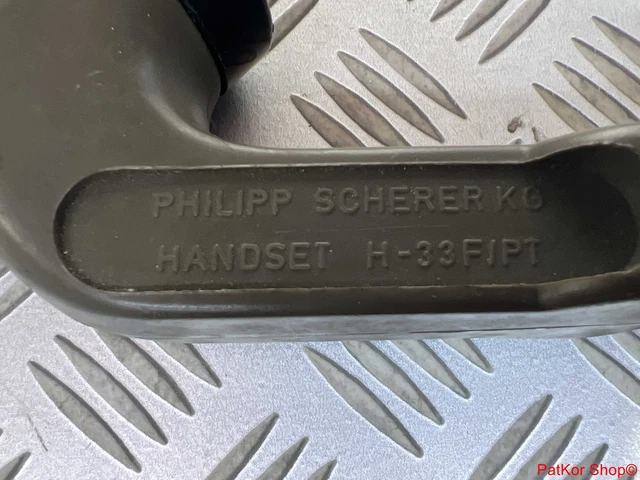 PHILIPP SCHERER KG
HANDSET H-33F/PT
PatKor Shop©